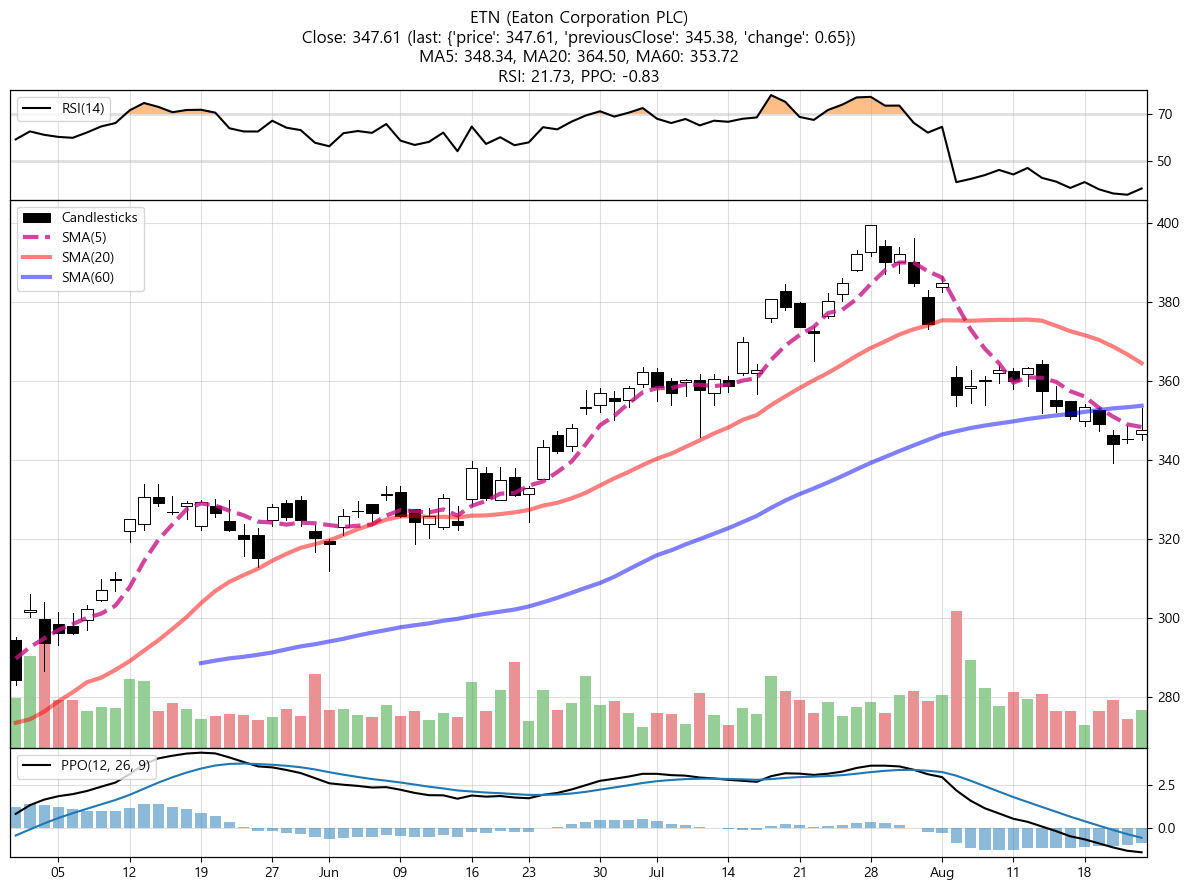 ETN (Eaton Corporation PLC)
Close: 347.61 (last: {'price': 347.61, 'previousClose': 345.38, 'change': 0.65})
MA5: 348.34, MA20: 364.50, MA60: 353.72
RSI: 21.73, PPO: -0.83
RSI(14)
70
50
Candlesticks
SMA(5)
SMA(20)
SMA(60)
400
380
360
340
320
300
280
PPO(12, 26, 9)
2.5
0.0
05 12 19 27 Jun 09 16 23 30 Jul 14 21 28 Aug 11 18